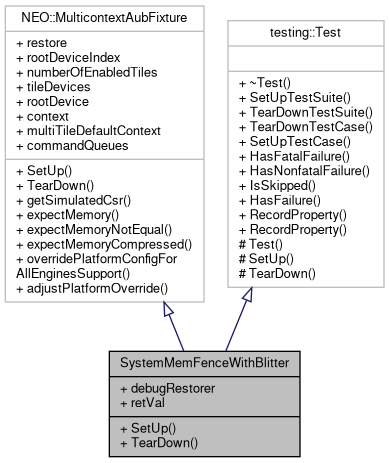 NEO::MulticontextAubFixture
+ restore
+ rootDeviceIndex
+ numberOfEnabledTiles
+ tileDevices
+ rootDevice
+ context
+ multiTileDefaultContext
+ commandQueues
+ SetUp()
+ TearDown()
+ getSimulatedCsr()
+ expectMemory()
+ expectMemoryNotEqual()
+ expectMemoryCompressed()
+ overridePlatformConfigFor
AllEnginesSupport()
+ adjustPlatformOverride()
testing::Test
+ ~Test()
+ SetUpTestSuite()
+ TearDownTestSuite()
+ TearDownTestCase()
+ SetUpTestCase()
+ HasFatalFailure()
+ HasNonfatalFailure()
+ IsSkipped()
+ HasFailure()
+ RecordProperty()
+ RecordProperty()
# Test()
# SetUp()
# TearDown()
SystemMemFenceWithBlitter
+ debugRestorer
+ retVal
+ SetUp()
+ TearDown()